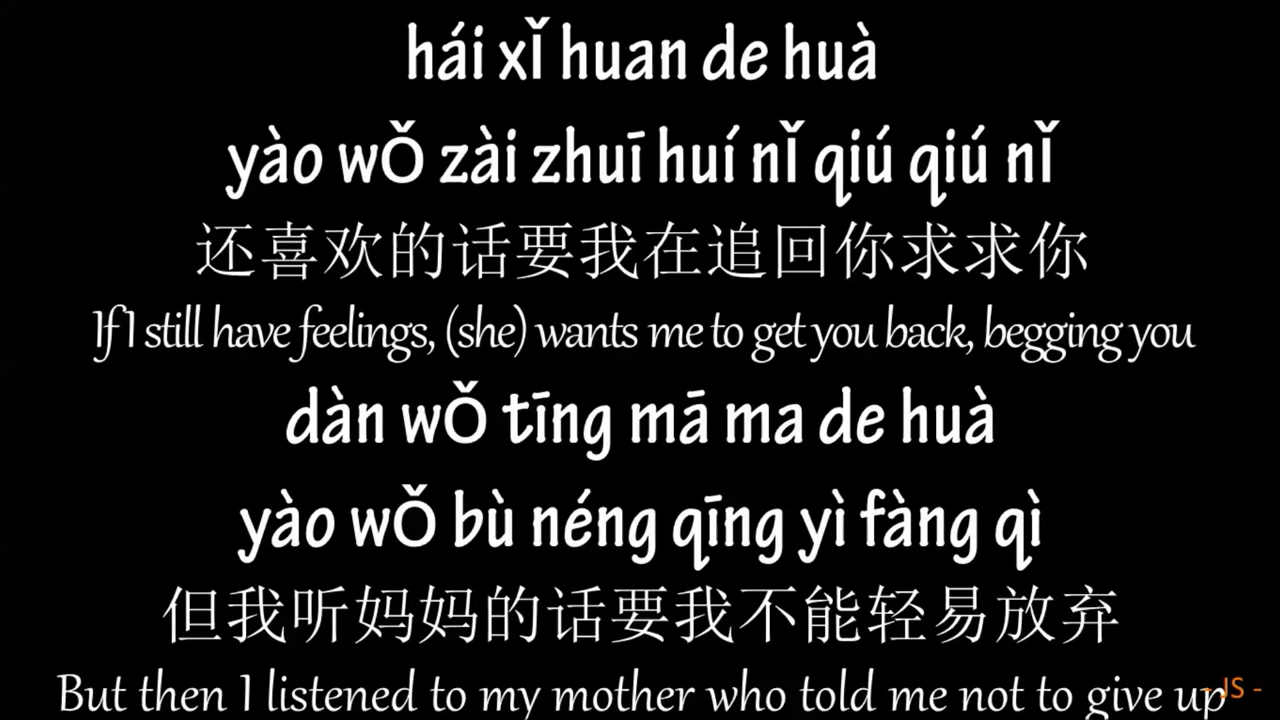 hái xǐ huan de huà
yào wǒ zài zhuī huí nǐ qiú qiú nǐ
还喜欢的话要我在追回你求求你
If I still have feelings, (she) wants me to get you back, begging you
dàn wǒ tīng mā ma de huà
yào wǒ bù néng qīng yì fàng qì
但我听妈妈的话要我不能轻易放弃
But then I listened to my mother who told me not to give up
- JS -